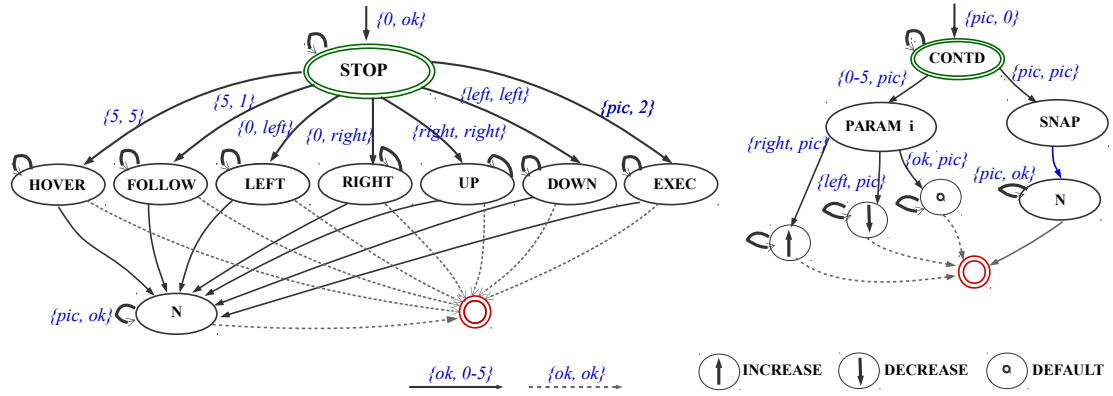 {0, ok}
STOP
{5, 5}
{5, 1}
{0, left}
{0, right}
{right, right}
{left, left}
{pic, 2}
HOVER
FOLLOW
LEFT
RIGHT
UP
DOWN
EXEC
N
{pic, ok}
{pic, 0}
CONTD
{0-5, pic}
{pic, pic}
PARAM i
SNAP
{right, pic}
{left, pic}
{ok, pic}
{pic, ok}
N
{ok, 0-5}
{ok, ok}
INCREASE
DECREASE
DEFAULT